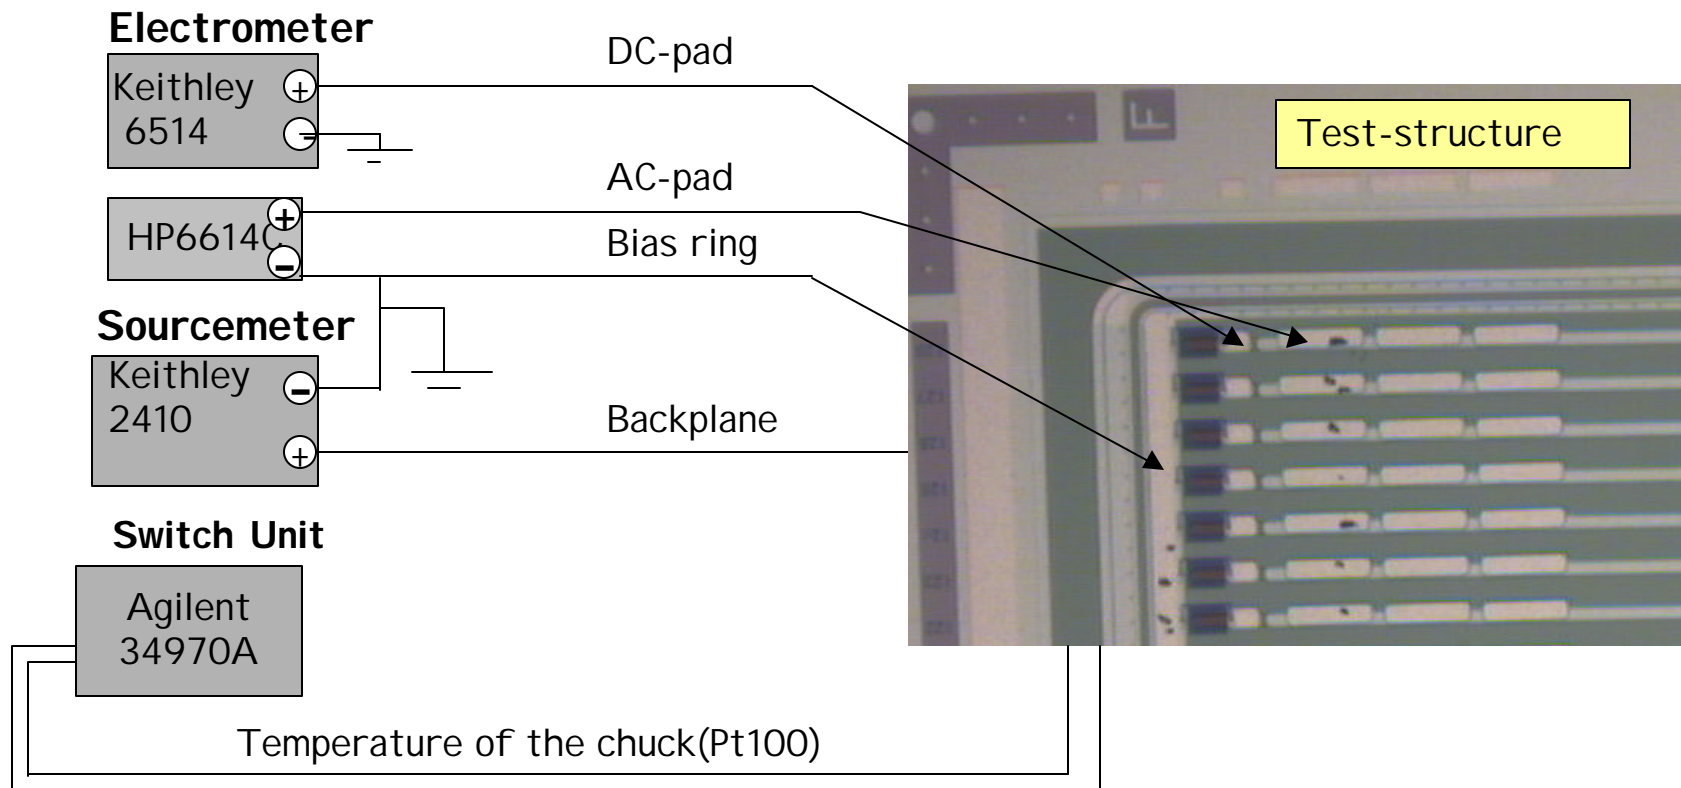 Electrometer
Keithley
6514
+
-
DC-pad
HP6614C
+
-
AC-pad
Bias ring
Sourcemeter
Keithley
2410
-
+
Backplane
Switch Unit
Agilent
34970A
Temperature of the chuck(Pt100)
Test-structure
F